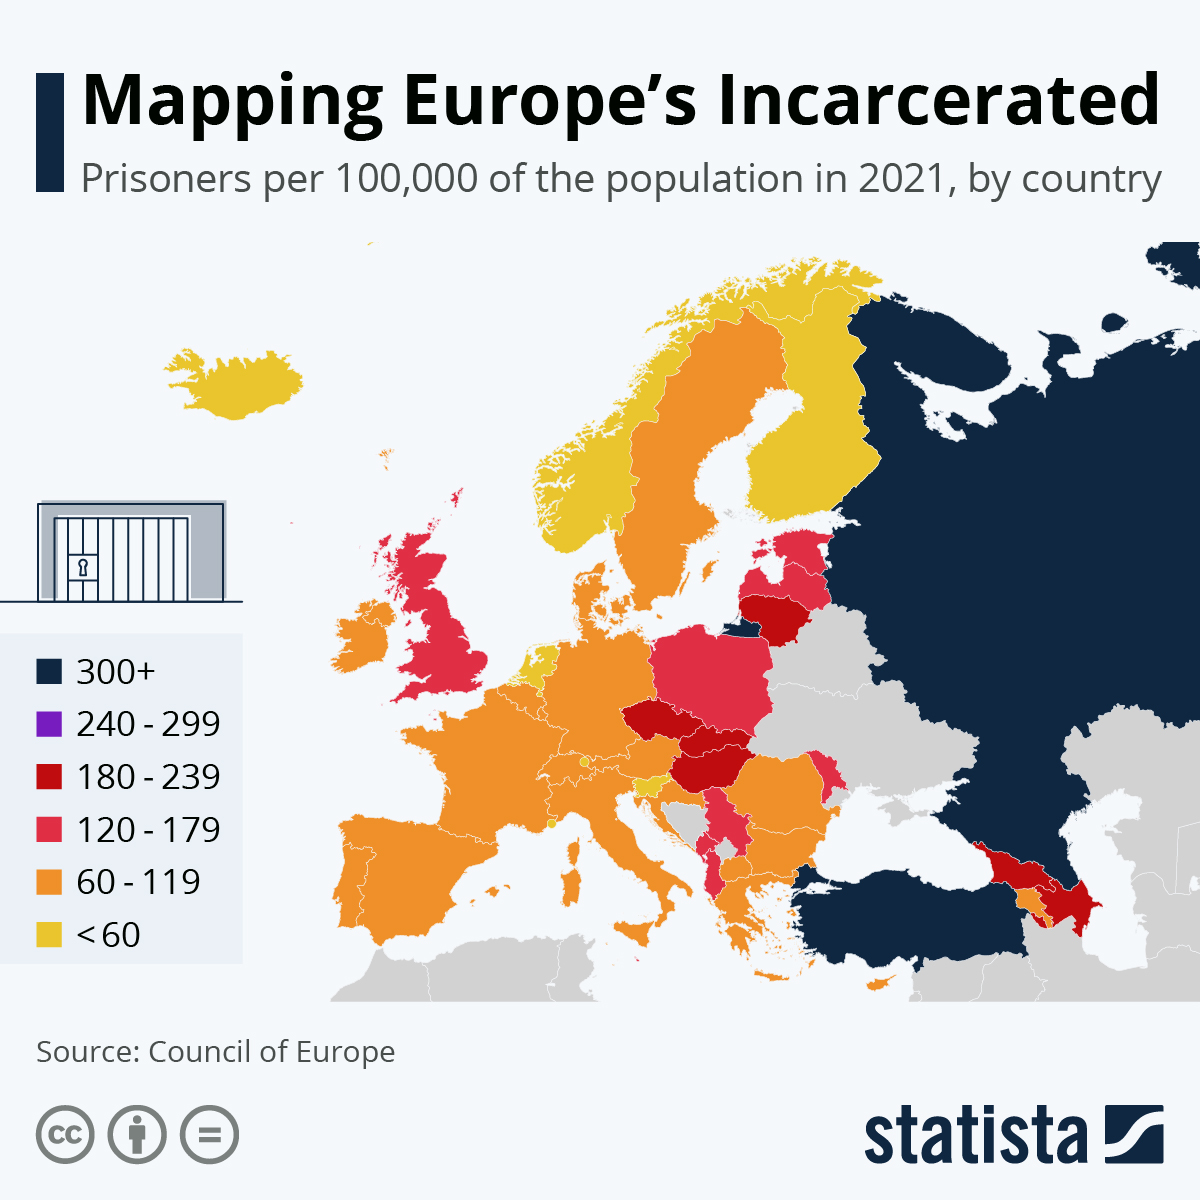 Mapping Europe’s Incarcerated
Prisoners per 100,000 of the population in 2021, by country
300+
240 - 299
180 - 239
120 - 179
60 - 119
< 60
Source: Council of Europe
cc
statista